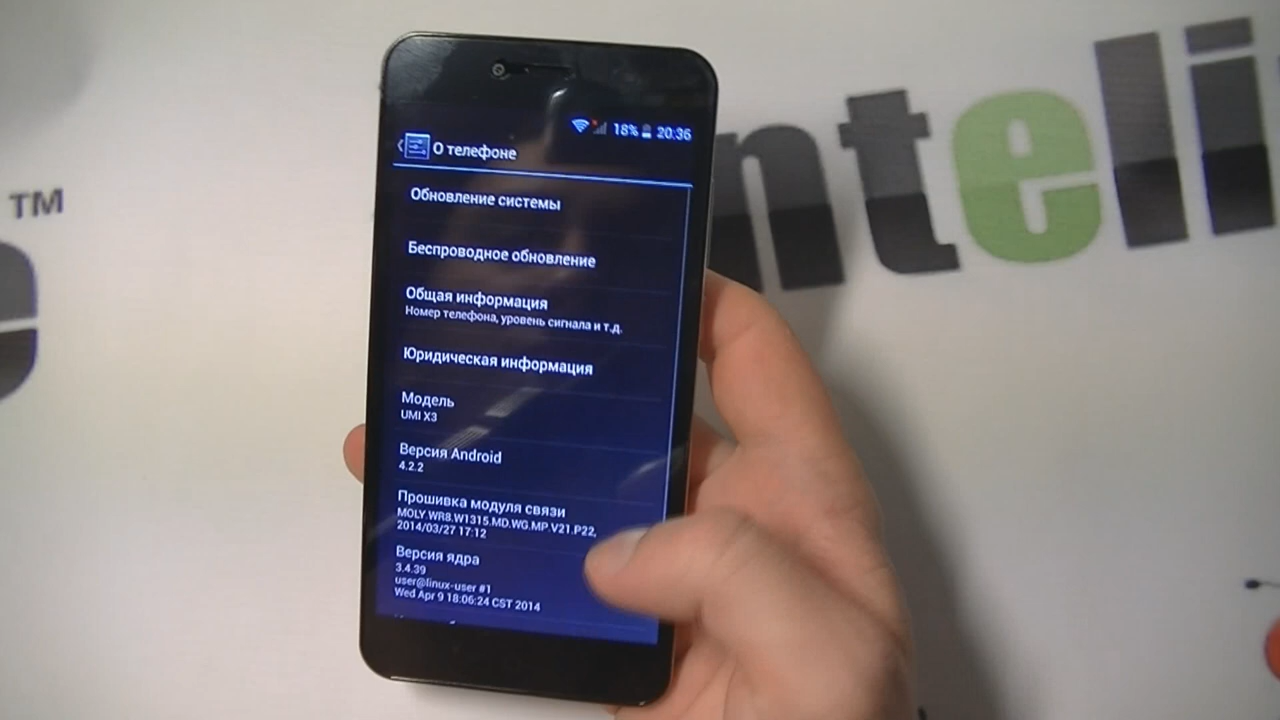 TM
nteli
18% 20:36
О телефоне
Обновление системы
Беспроводное обновление
Общая информация
Номер телефона, уровень сигнала и т.д.
Юридическая информация
Модель
UMI X3
Версия Android
4.2.2
Прошивка модуля связи
MOLY.WR8.W1315.MD.WG.MP.V21.P22,
2014/03/27 17:12
Версия ядра
3.4.39
user@linux-user #1
Wed Apr 9 18:06:24 CST 2014